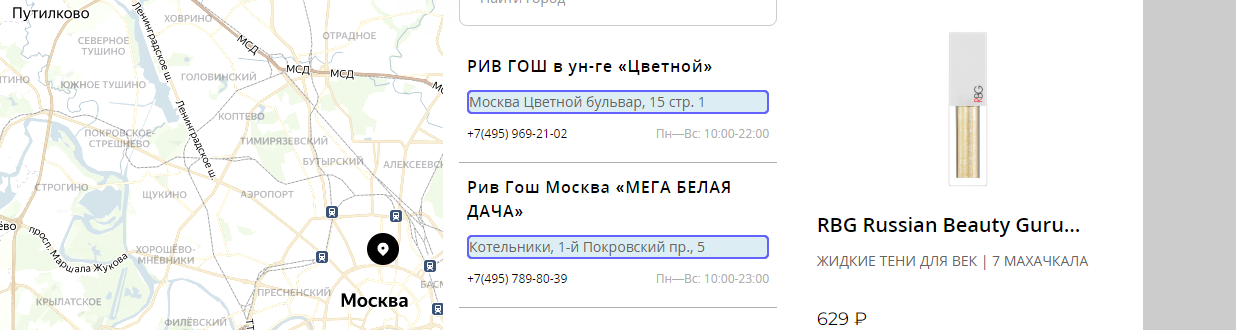 Путилково
ХОВРИНО
Ленинградское ш.
СЕВЕРНОЕ
ТУШИНО
МСД
ОТРАДНОЕ
МСД
МСД
ГОЛОВИНСКИЙ
ЮЖНОЕ ТУШИНО
КОПТЕВО
Ленинградское ш.
ПОКРОВСКОЕ-
СТРЕШНЕВО
ТИМИРЯЗЕВСКИЙ
БУТЫРСКИЙ
СТРОГИНО
ЩУКИНО
АЭРОПОРТ
просп. Маршала Жукова
ХОРОШЁВО-
МНЁВНИКИ
КРЫЛАТСКОЕ
ПРЕСНЕНСКИЙ
Москва
ФИЛЁВСКИЙ
Найти город
РИВ ГОШ в ун-ге «Цветной»
Москва Цветной бульвар, 15 стр. 1
+7(495) 969-21-02 Пн—Вс: 10:00-22:00
Рив Гош Москва «МЕГА БЕЛАЯ
ДАЧА»
Котельники, 1-й Покровский пр., 5
+7(495) 789-80-39 Пн—Вс: 10:00-23:00
RBG
RBG Russian Beauty Guru...
ЖИДКИЕ ТЕНИ ДЛЯ ВЕК | 7 МАХАЧКАЛА
629 ₽